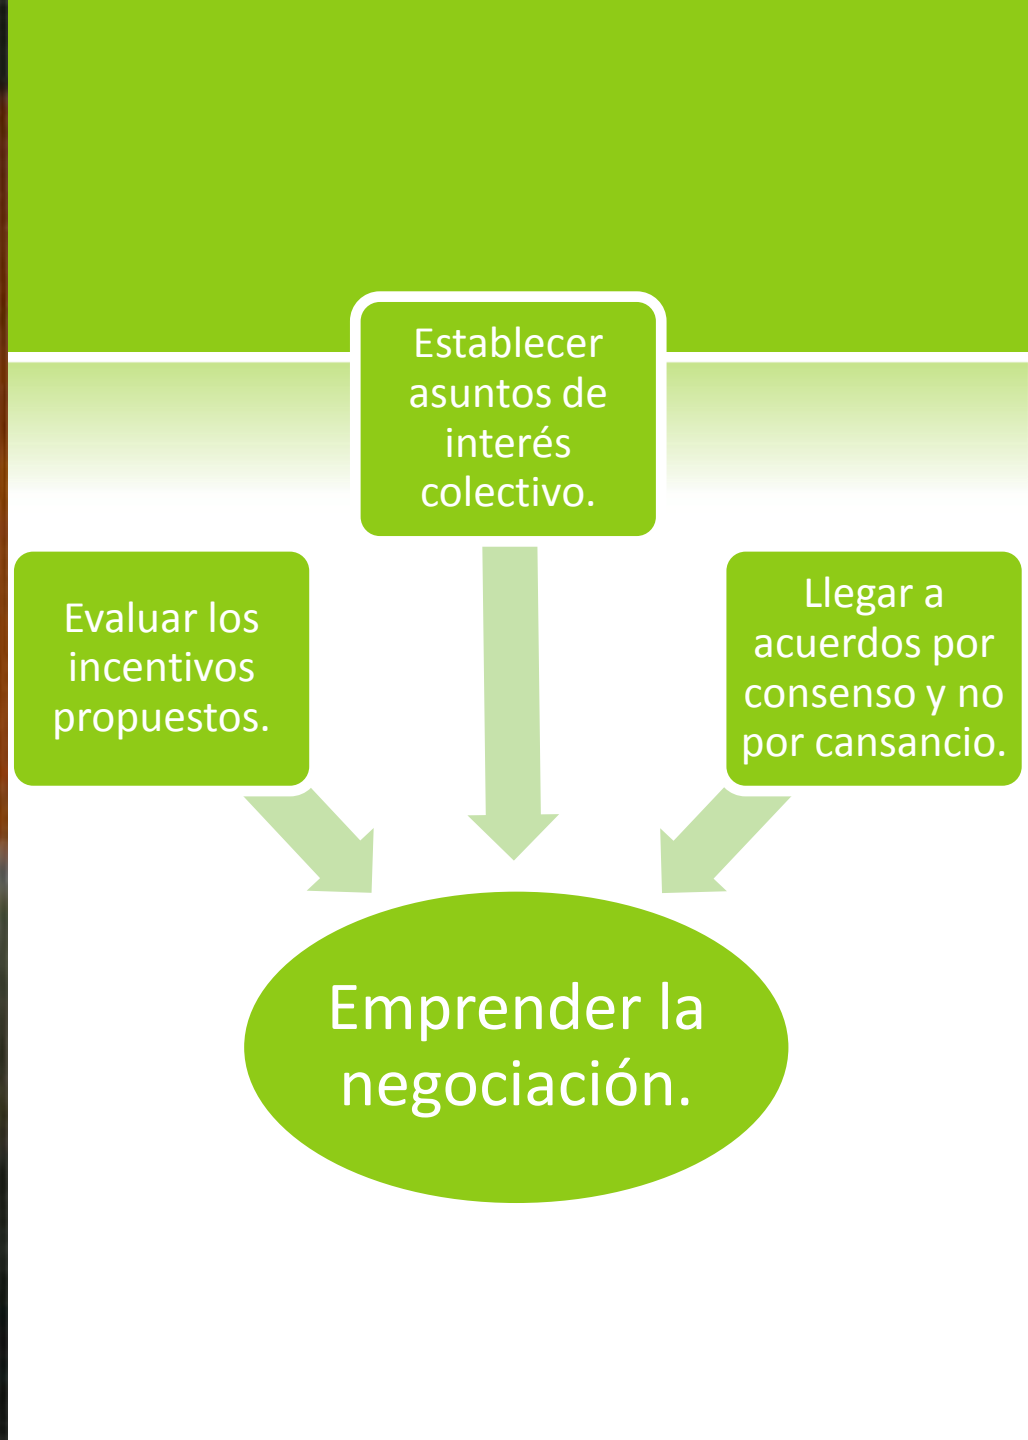 Establecer
asuntos de
interés
colectivo.
Evaluar los
incentivos
propuestos.
Llegar a
acuerdos por
consenso y no
por cansancio.
Emprender la
negociación.